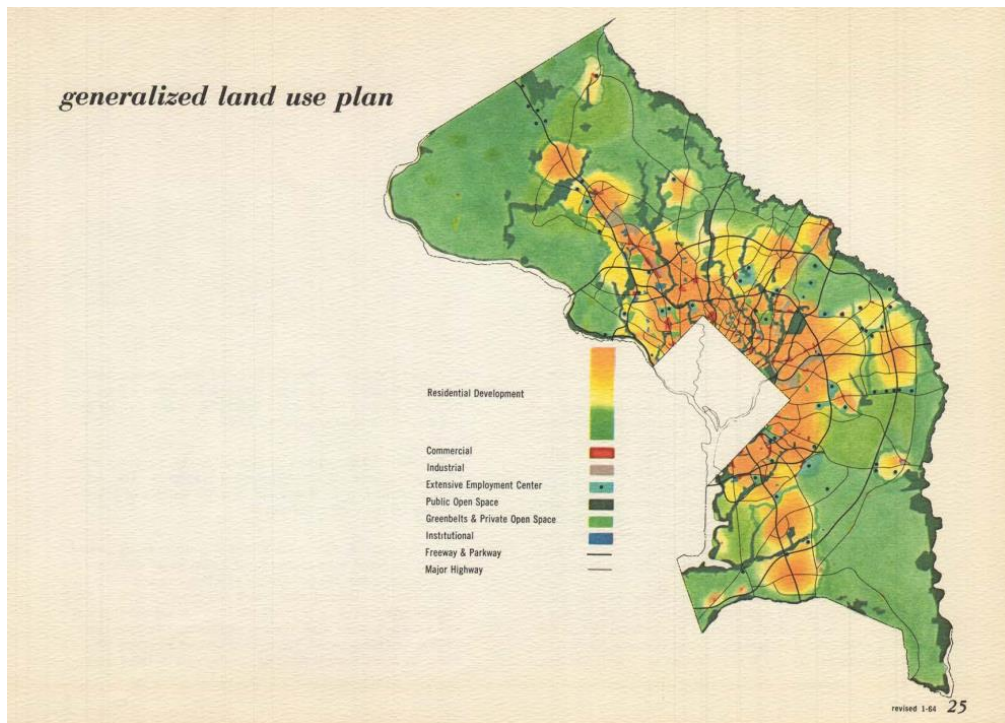 generalized land use plan
Residential Development
Commercial
Industrial
Extensive Employment Center
Public Open Space
Greenbelts & Private Open Space
Institutional
Freeway & Parkway
Major Highway
revised 1-64 25